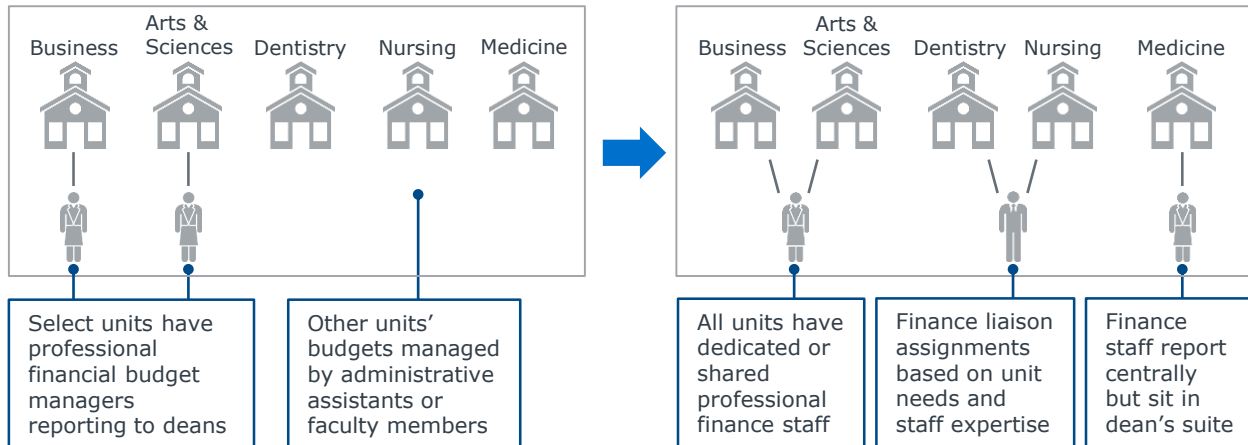 Business
Arts &
Sciences
Dentistry
Nursing
Medicine
Select units have
professional
financial budget
managers
reporting to deans
Other units’
budgets managed
by administrative
assistants or
faculty members
Business
Arts &
Sciences
Dentistry
Nursing
Medicine
All units have
dedicated or
shared
professional
finance staff
Finance liaison
assignments
based on unit
needs and
staff expertise
Finance
staff report
centrally
but sit in
dean’s suite